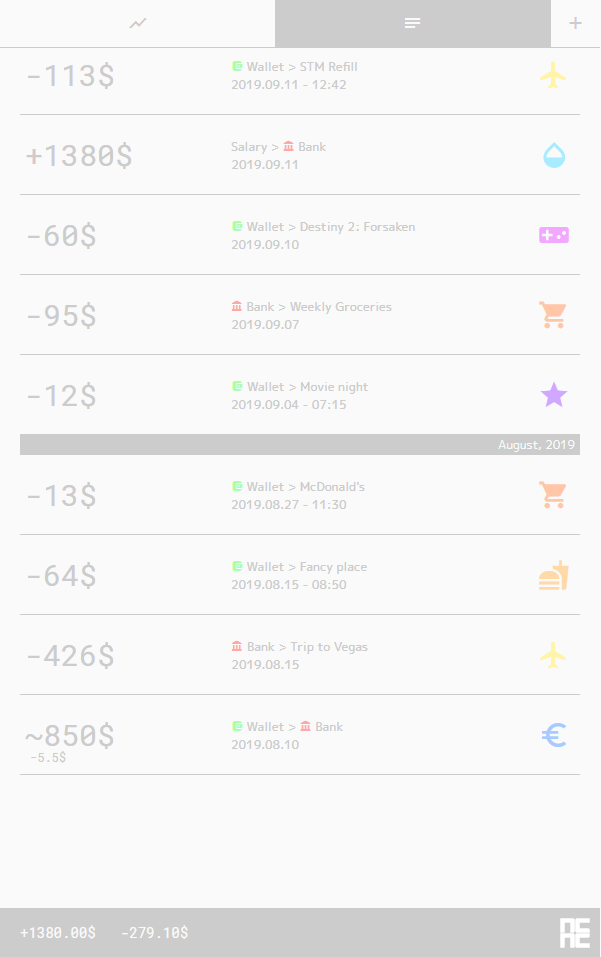 +
-113$
Wallet > STM Refill
2019.09.11 - 12:42
+1380$
Salary > Bank
2019.09.11
-60$
Wallet > Destiny 2: Forsaken
2019.09.10
-95$
Bank > Weekly Groceries
2019.09.07
-12$
Wallet > Movie night
2019.09.04 - 07:15
August, 2019
-13$
Wallet > McDonald's
2019.08.27 - 11:30
-64$
Wallet > Fancy place
2019.08.15 - 08:50
-426$
Bank > Trip to Vegas
2019.08.15
~850$
-5.5$
Wallet > Bank
2019.08.10
€
+1380.00$ -279.10$